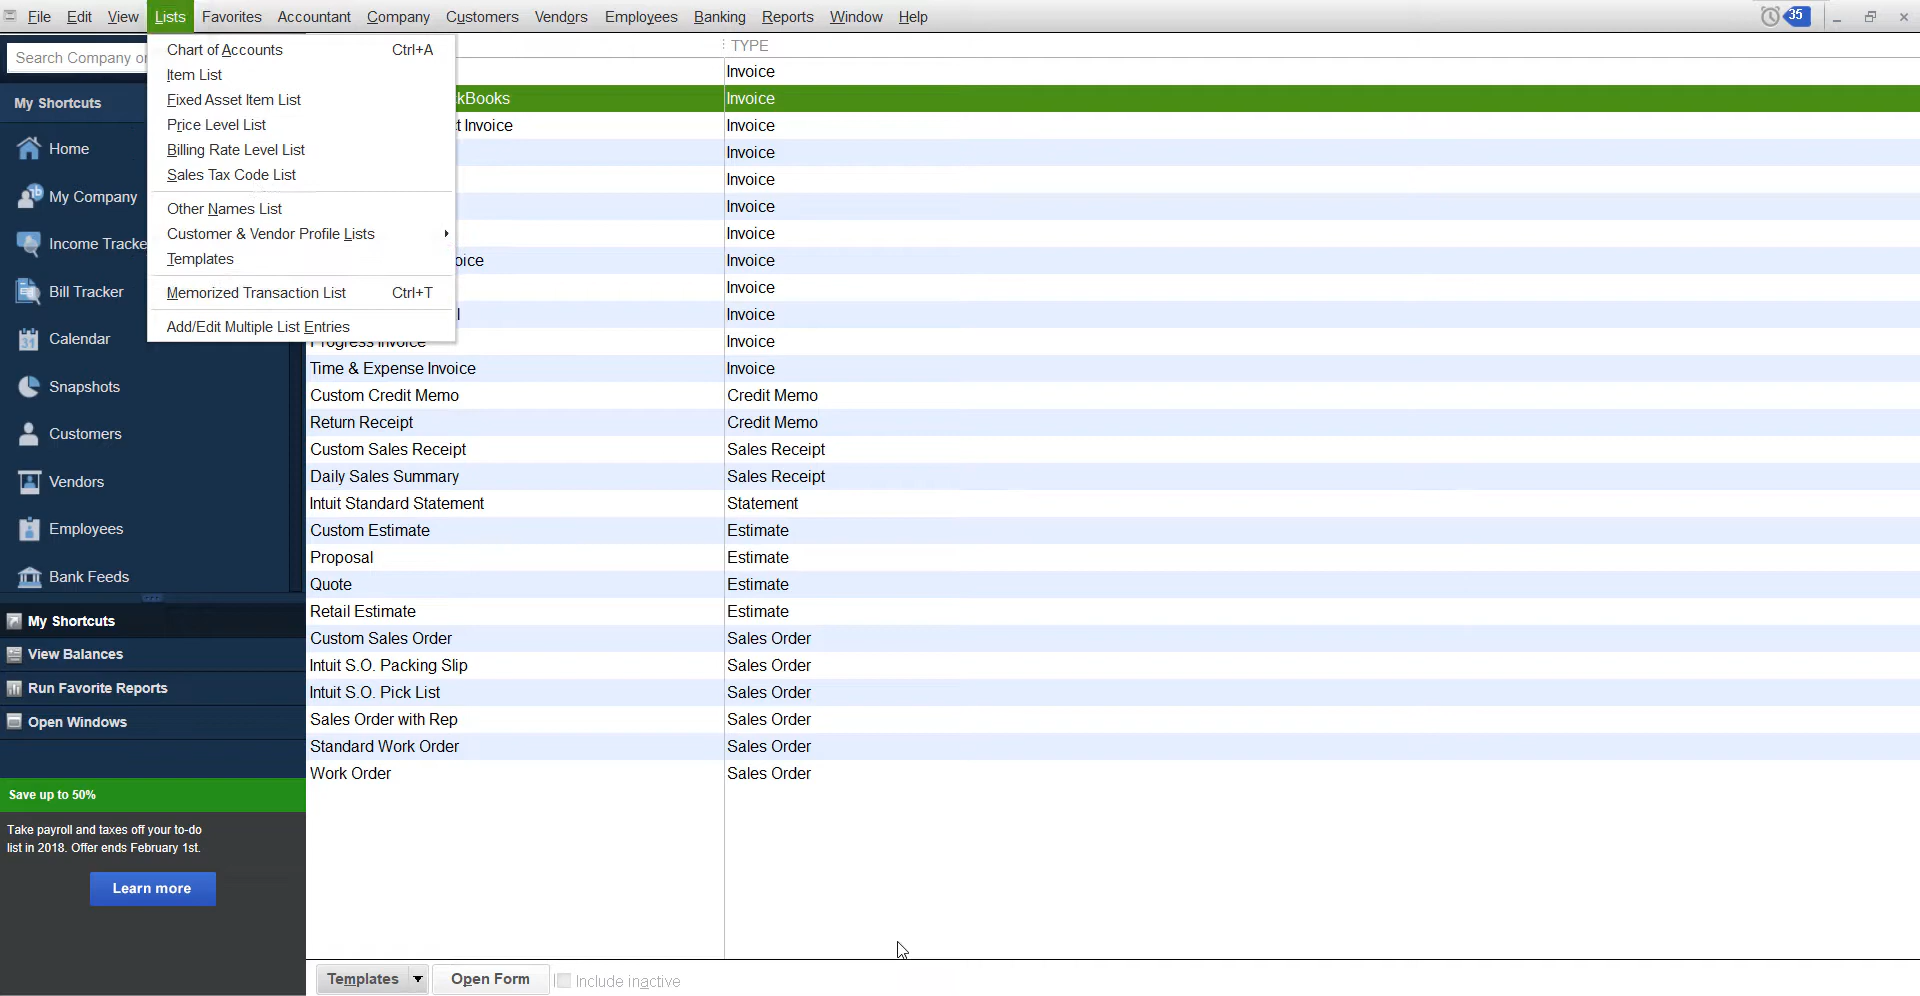 File Edit View Lists Favorites Accountant Company Customers Vendors Employees Banking Reports Window Help 35
Search Company or
My Shortcuts
Home
My Company
Income Tracke
Bill Tracker
Calendar
Snapshots
Customers
Vendors
Employees
Bank Feeds
My Shortcuts
View Balances
Run Favorite Reports
Open Windows
Save up to 50%
Take payroll and taxes off your to-do
list in 2018. Offer ends February 1st.
Learn more
Chart of Accounts Ctrl+A
Item List
Fixed Asset Item List
Price Level List
Billing Rate Level List
Sales Tax Code List
Other Names List
Customer & Vendor Profile Lists
Templates
Memorized Transaction List Ctrl+T
Add/Edit Multiple List Entries
TYPE
Invoice
kBooks Invoice
t Invoice Invoice
Invoice
Invoice
Invoice
Invoice
oice Invoice
Invoice
l Invoice
Progress Invoice Invoice
Time & Expense Invoice Invoice
Custom Credit Memo Credit Memo
Return Receipt Credit Memo
Custom Sales Receipt Sales Receipt
Daily Sales Summary Sales Receipt
Intuit Standard Statement Statement
Custom Estimate Estimate
Proposal Estimate
Quote Estimate
Retail Estimate Estimate
Custom Sales Order Sales Order
Intuit S.O. Packing Slip Sales Order
Intuit S.O. Pick List Sales Order
Sales Order with Rep Sales Order
Standard Work Order Sales Order
Work Order Sales Order
Templates Open Form Include inactive